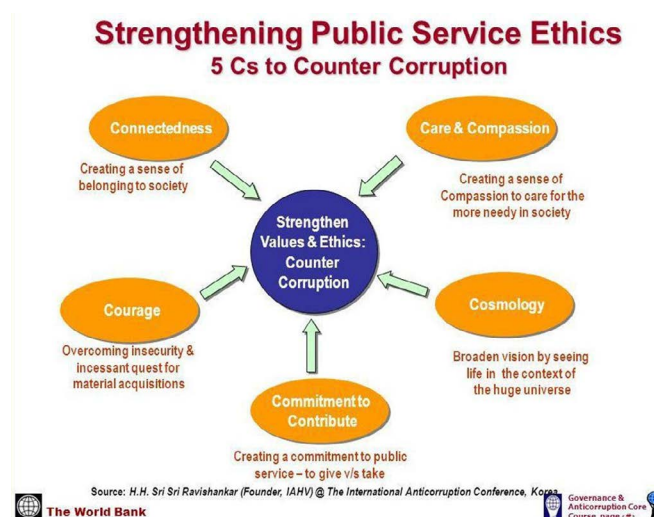 Strengthening Public Service Ethics
5 Cs to Counter Corruption
Connectedness
Creating a sense of
belonging to society
Care & Compassion
Creating a sense of
Compassion to care for the
more needy in society
Strengthen
Values & Ethics:
Counter
Corruption
Courage
Overcoming insecurity &
incessant quest for
material acquisitions
Cosmology
Broaden vision by seeing
life in the context of
the huge universe
Commitment to
Contribute
Creating a commitment to public
service – to give v/s take
Source: H.H. Sri Sri Ravishankar (Founder, IAHV) @ The International Anticorruption Conference, Korea
The World Bank
Governance &
Anticorruption Core
Course, page